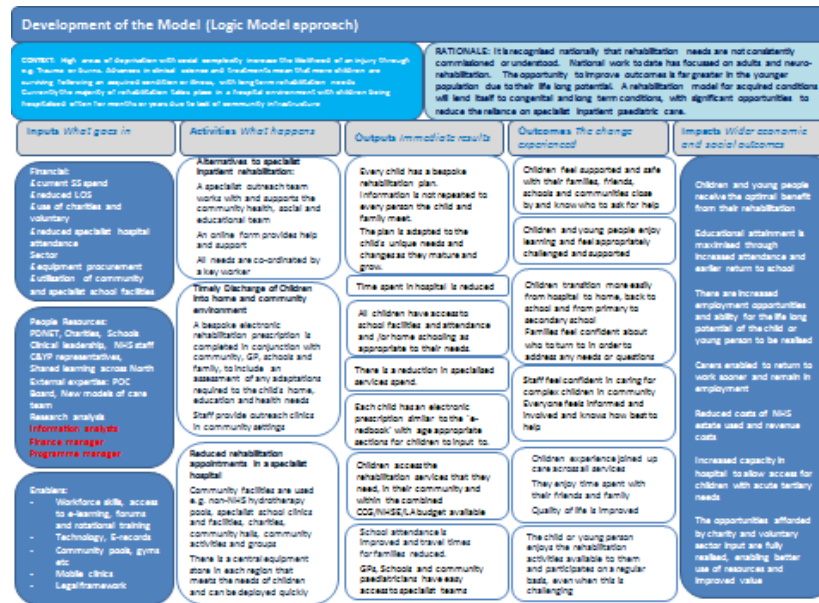 Development of the Model (Logic Model approach)
CONTEXT: High areas of deprivation with social complexity increase the likelihood of an injury through
e.g. Trauma or burns. Advances in clinical science and treatments mean that more children are
surviving following an acquired condition or illness, with long term rehabilitation needs
Currently the majority of rehabilitation takes place in a hospital environment with children being
hospitalised often for months or years due to lack of community infrastructure
RATIONALE: It is recognised nationally that rehabilitation needs are not consistently
commissioned or understood. National work to date has focussed on adults and neuro-
rehabilitation. The opportunity to improve outcomes is far greater in the younger
population due to their life long potential. A rehabilitation model for acquired conditions
will lend itself to congenital and long term conditions, with significant opportunities to
reduce the reliance on specialist inpatient paediatric care.
Inputs What goes in
Financial:
£current SS spend
£reduced LOS
£use of charities and
voluntary
£reduced specialist hospital
attendance
Sector
£equipment procurement
£utilisation of community
and specialist school facilities
People Resources:
PDNET, Charities, Schools
Clinical leadership, NHS staff
C&YP representatives,
Shared learning across North
External expertise: POC
Board, New models of care
team
Research analysis
Information analysts
Finance manager
Programme manager
Enablers:
- Workforce skills, access
to e-learning, forums
and rotational training
- Technology, E-records
- Community pools, gyms
etc
- Mobile clinics
- Legal framework
Activities What happens
Alternatives to specialist
inpatient rehabilitation:
A specialist outreach team
works with and supports the
community health, social and
educational team
An online form provides help
and support
All needs are co-ordinated by
a key worker
Timely Discharge of Children
into home and community
environment
A bespoke electronic
rehabilitation prescription is
completed in conjunction with
community, GP, schools and
family, to include an
assessment of any adaptations
required to the child's home,
education and health needs
Staff provide outreach clinics
in community settings
Reduced rehabilitation
appointments in a specialist
hospital
Community facilities are used
e.g. non-NHS hydrotherapy
pools, specialist school clinics
and facilities, charities,
community halls, community
activities and groups
There is a central equipment
store in each region that
meets the needs of children
and can be deployed quickly
Outputs Immediate results
Every child has a bespoke
rehabilitation plan.
Information is not repeated to
every person the child and
family meet.
The plan is adapted to the
child's unique needs and
changes as they mature and
grow.
Time spent in hospital is reduced
All children have access to
school facilities and attendance
and /or home schooling as
appropriate to their needs.
There is a reduction in specialised
services spend.
Each child has an electronic
prescription similar to the 'e-
redbook' with age appropriate
sections for children to input to.
Children access the
rehabilitation services that they
need, in their community and
within the combined
CCG/NHSE/LA budget available
School attendance is
improved and travel times
for families reduced.
GPs, Schools and community
paediatricians have easy
access to specialist teams
Outcomes The change
experienced
Children feel supported and safe
with their families, friends,
schools and communities close
by and know who to ask for help
Children and young people enjoy
learning and feel appropriately
challenged and supported
Children transition more easily
from hospital to home, back to
school and from primary to
secondary school
Families feel confident about
who to turn to in order to
address any needs or questions
Staff feel confident in caring for
complex children in community
Everyone feels informed and
involved and knows how best to
help
Children experience joined up
care across all services
They enjoy time spent with
their friends and family
Quality of life is improved
The child or young person
enjoys the rehabilitation
activities available to them
and participates on a regular
basis, even when this is
challenging
Impacts Wider economic
and social outcomes
Children and young people
receive the optimal benefit
from their rehabilitation
Educational attainment is
maximised through
increased attendance and
earlier return to school
There are increased
employment opportunities
and ability for the life long
potential of the child or
young person to be realised
Carers enabled to return to
work sooner and remain in
employment
Reduced costs of NHS
estate used and revenue
costs
Increased capacity in
hospital to allow access for
children with acute tertiary
needs
The opportunities afforded
by charity and voluntary
sector input are fully
realised, enabling better
use of resources and
improved value